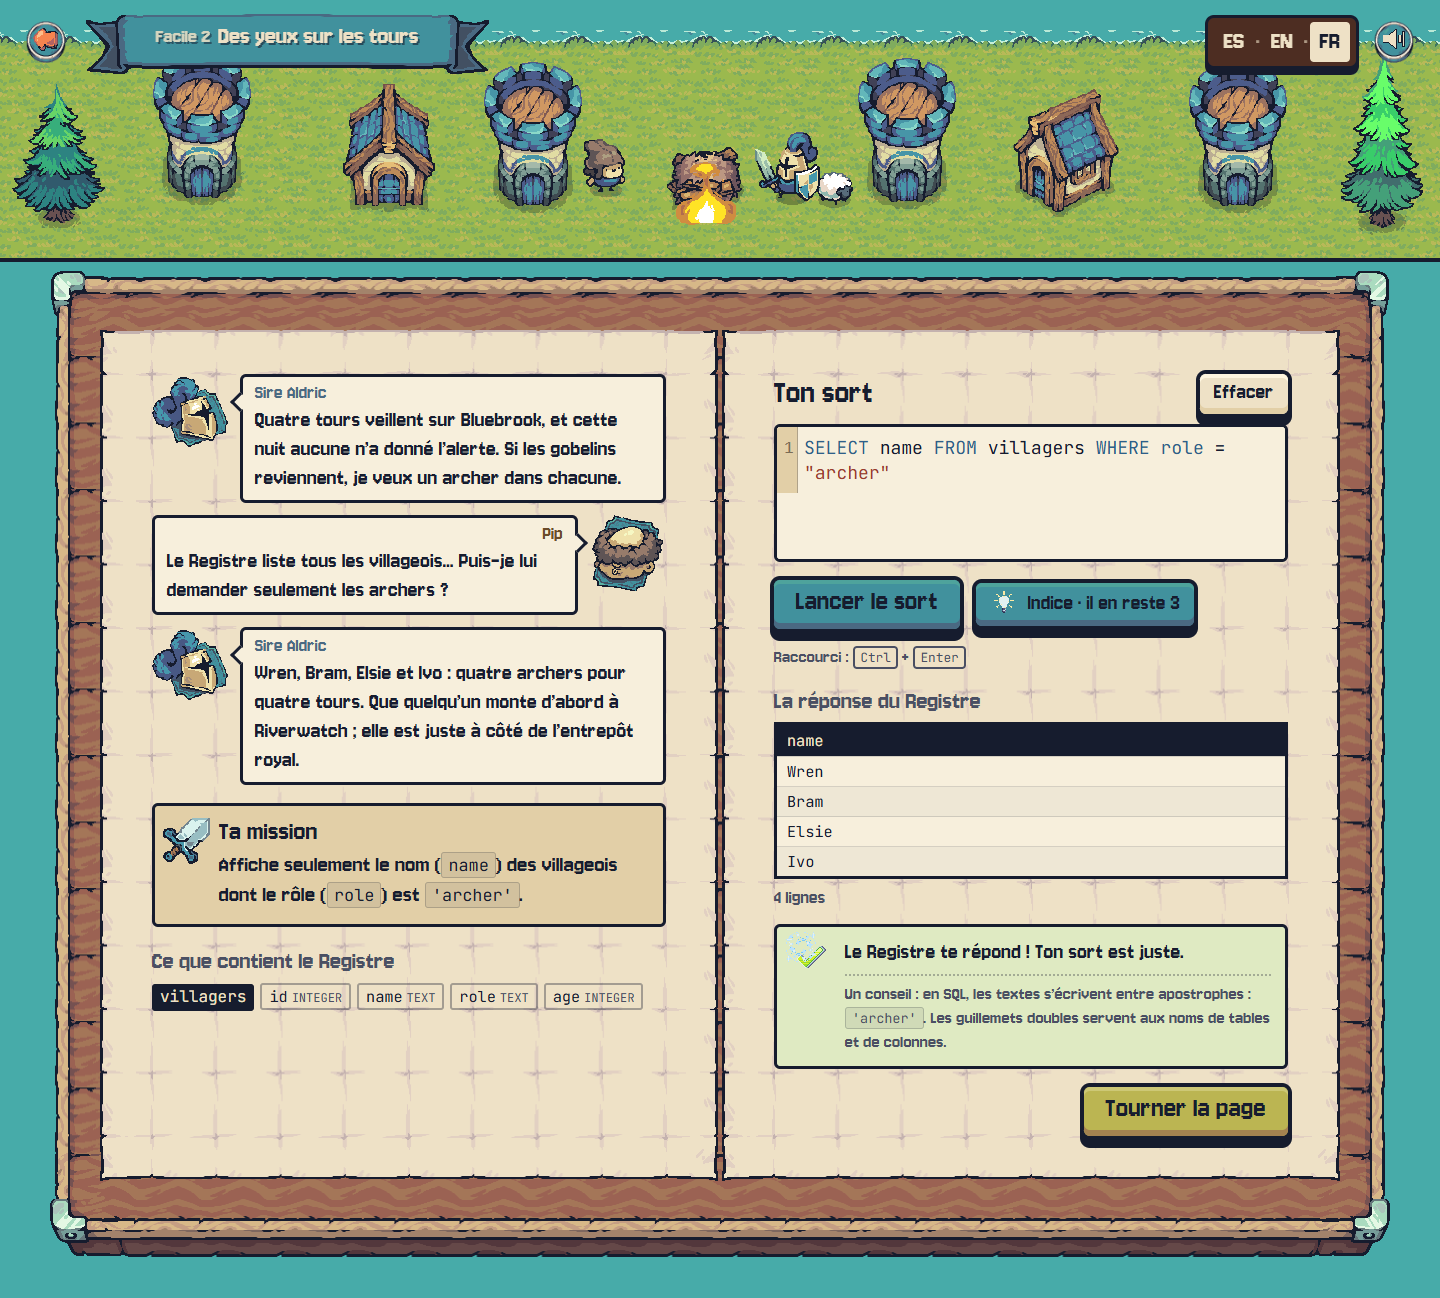 Facile 2 Des yeux sur les tours
ES · EN · FR
Sire Aldric
Quatre tours veillent sur Bluebrook, et cette
nuit aucune n'a donné l'alerte. Si les gobelins
reviennent, je veux un archer dans chacune.
Pip
Le Registre liste tous les villageois... Puis-je lui
demander seulement les archers ?
Sire Aldric
Wren, Bram, Elsie et Ivo : quatre archers pour
quatre tours. Que quelqu'un monte d'abord à
Riverwatch ; elle est juste à côté de l'entrepôt
royal.
Ta mission
Affiche seulement le nom ( name ) des villageois
dont le rôle ( role ) est 'archer'.
Ce que contient le Registre
villagers id INTEGER name TEXT role TEXT age INTEGER
Ton sort
Effacer
1 SELECT name FROM villagers WHERE role =
"archer"
Lancer le sort
Indice · il en reste 3
Raccourci : Ctrl + Enter
La réponse du Registre
name
Wren
Bram
Elsie
Ivo
4 lignes
Le Registre te répond ! Ton sort est juste.
Un conseil : en SQL, les textes s'écrivent entre apostrophes :
'archer'. Les guillemets doubles servent aux noms de tables
et de colonnes.
Tourner la page